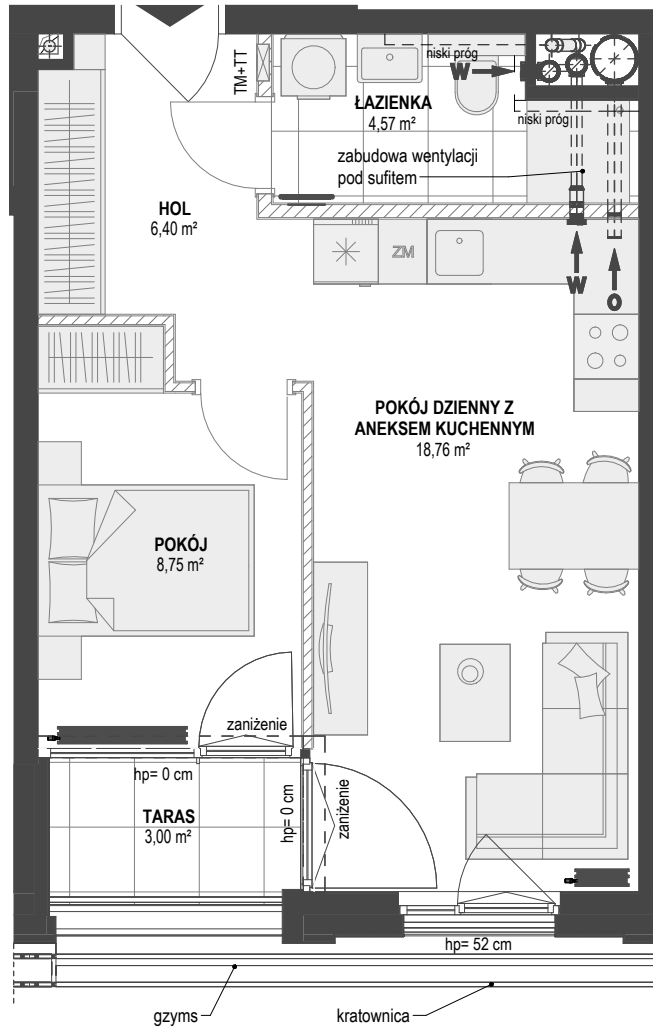 niski próg
TM+TT
W
ŁAZIENKA
4,57 m²
niski próg
zabudowa wentylacji
pod sufitem
HOL
6,40 m²
ZM
W
O
POKÓJ DZIENNY Z
ANEKSEM KUCHENNYM
18,76 m²
POKÓJ
8,75 m²
zaniżenie
hp= 0 cm
TARAS
3,00 m²
hp= 0 cm
zaniżenie
hp= 52 cm
gzyms
kratownica